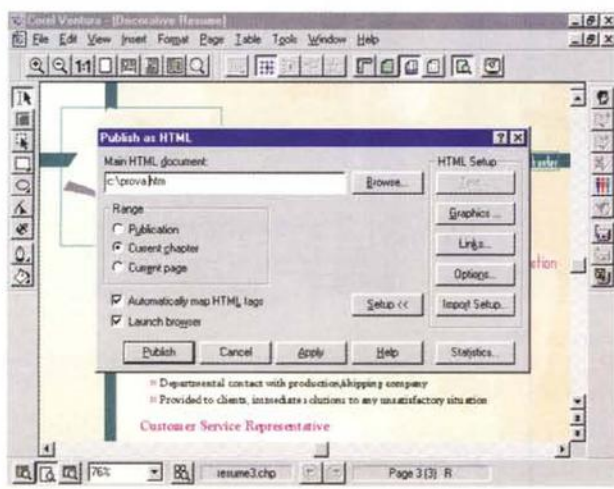 Corel Ventura - [Decorative Resume]
File Edit View Insert Format Page Table Tools Window Help
1:1
Publish as HTML
Main HTML document:
c:\prova.htm
Browse...
Range
Publication
Current chapter
Current page
Automatically map HTML tags
Launch browser
Setup <<
HTML Setup
Text...
Graphics ...
Links...
Options...
Import Setup...
Publish Cancel Apply Help Statistics...
Departmental contact with production, shipping company
Provided to clients, immediate solutions to any unsatisfactory situation
Customer Service Representative
76% resume3.chp Page 3 (3) R